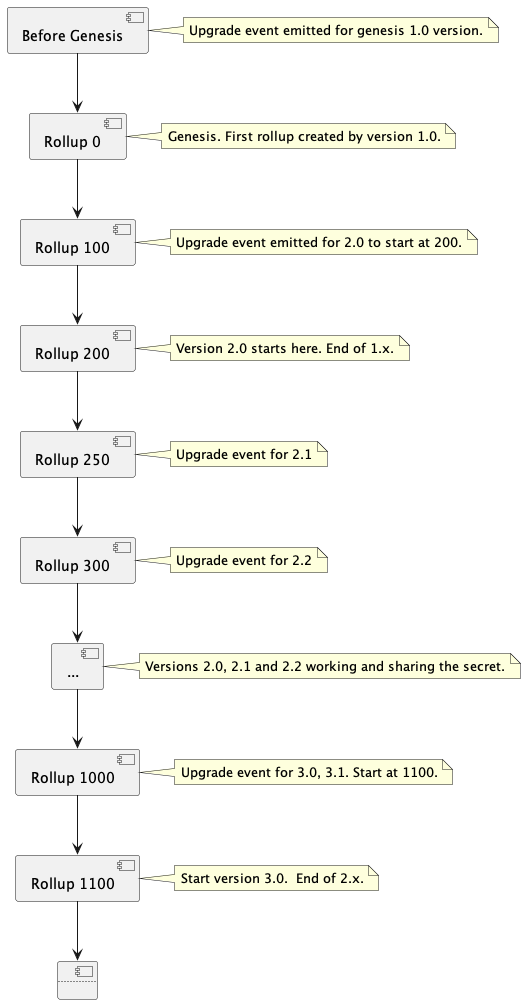 Before Genesis
Upgrade event emitted for genesis 1.0 version.
Rollup 0
Genesis. First rollup created by version 1.0.
Rollup 100
Upgrade event emitted for 2.0 to start at 200.
Rollup 200
Version 2.0 starts here. End of 1.x.
Rollup 250
Upgrade event for 2.1
Rollup 300
Upgrade event for 2.2
...
Versions 2.0, 2.1 and 2.2 working and sharing the secret.
Rollup 1000
Upgrade event for 3.0, 3.1. Start at 1100.
Rollup 1100
Start version 3.0.  End of 2.x.